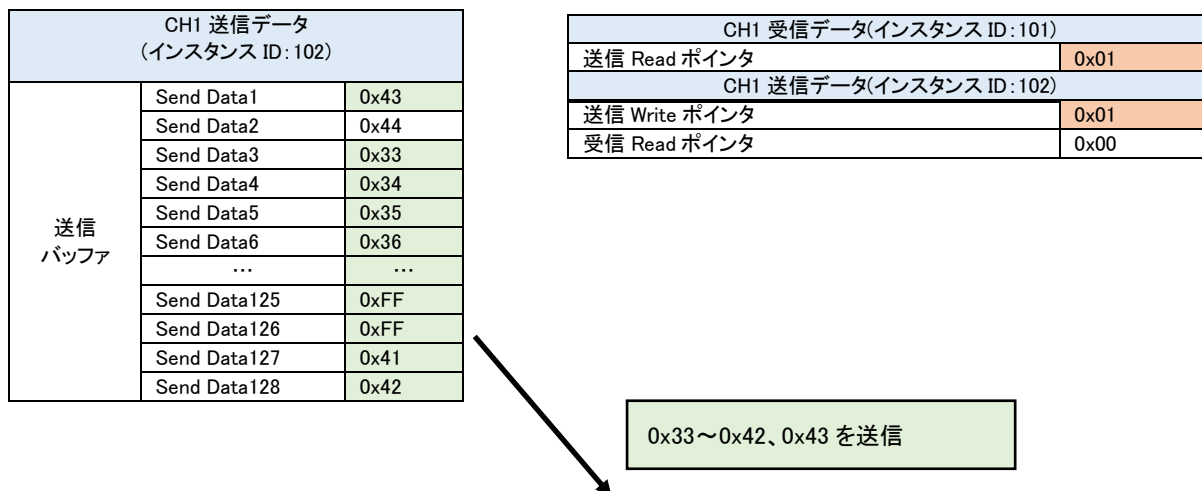 CH1 送信データ
(インスタンス ID:102)
送信
バッファ
Send Data1 0x43
Send Data2 0x44
Send Data3 0x33
Send Data4 0x34
Send Data5 0x35
Send Data6 0x36
… …
Send Data125 0xFF
Send Data126 0xFF
Send Data127 0x41
Send Data128 0x42
CH1 受信データ(インスタンス ID:101)
送信 Read ポインタ 0x01
CH1 送信データ(インスタンス ID:102)
送信 Write ポインタ 0x01
受信 Read ポインタ 0x00
0x33～0x42、0x43 を送信